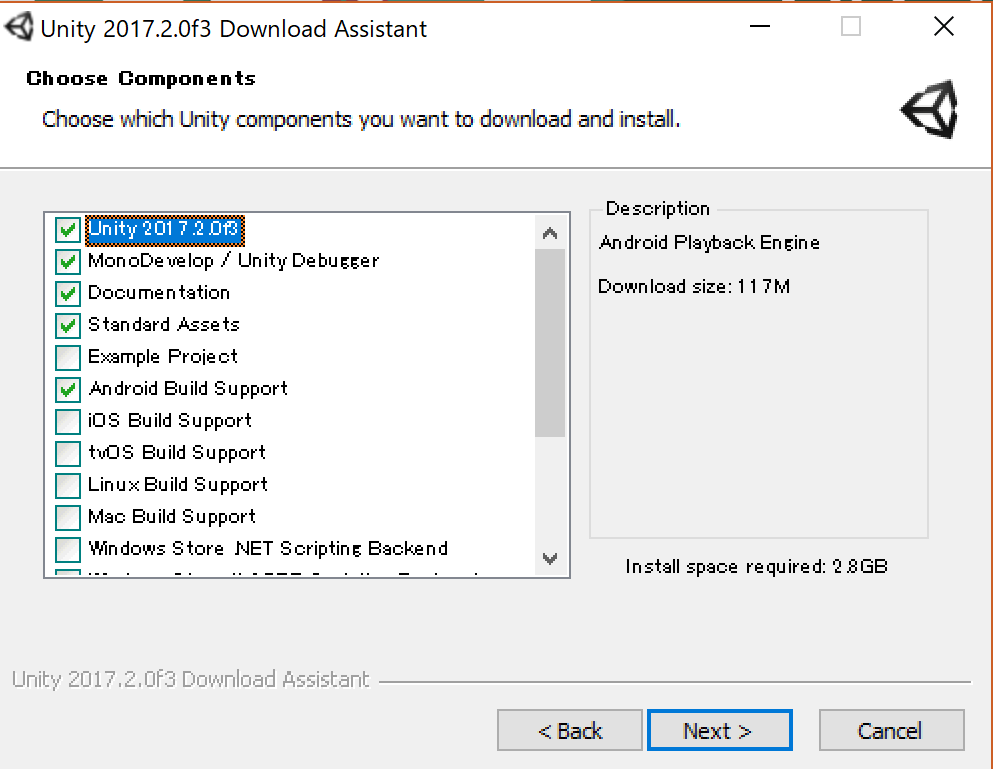 Unity 2017.2.0f3 Download Assistant
Choose Components
Choose which Unity components you want to download and install.
Unity 2017.2.0f3
MonoDevelop / Unity Debugger
Documentation
Standard Assets
Example Project
Android Build Support
iOS Build Support
tvOS Build Support
Linux Build Support
Mac Build Support
Windows Store .NET Scripting Backend
Description
Android Playback Engine
Download size: 117M
Install space required: 2.8GB
Unity 2017.2.0f3 Download Assistant
< Back
Next >
Cancel